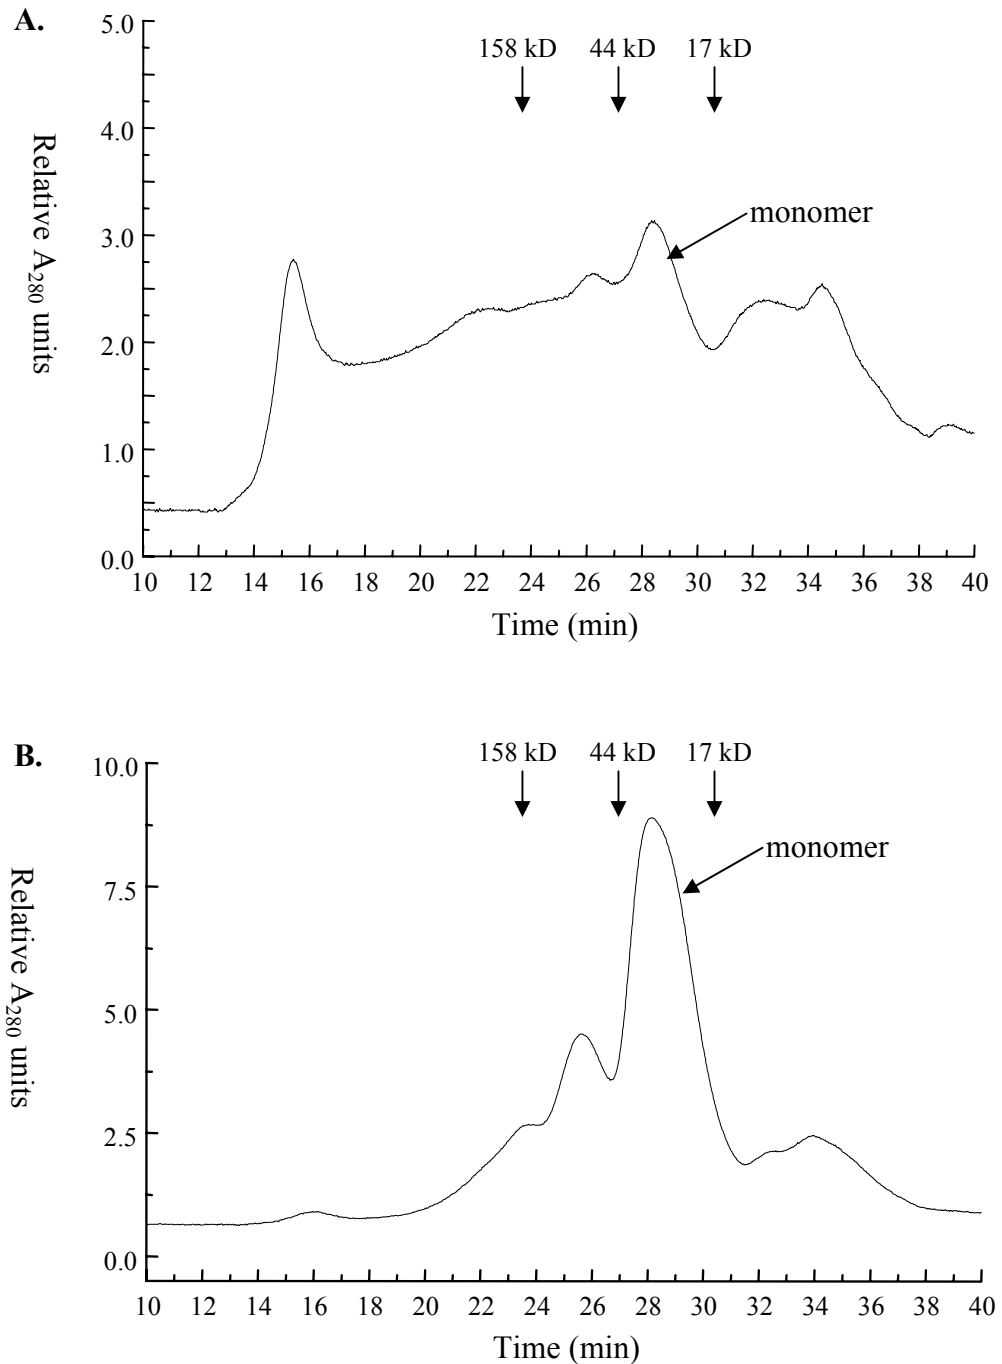 A.
158 kD 44 kD 17 kD
monomer
Relative A₂₈₀ units
5.0
4.0
3.0
2.0
1.0
0.0
10 12 14 16 18 20 22 24 26 28 30 32 34 36 38 40
Time (min)
B.
158 kD 44 kD 17 kD
monomer
Relative A₂₈₀ units
10.0
7.5
5.0
2.5
0.0
10 12 14 16 18 20 22 24 26 28 30 32 34 36 38 40
Time (min)